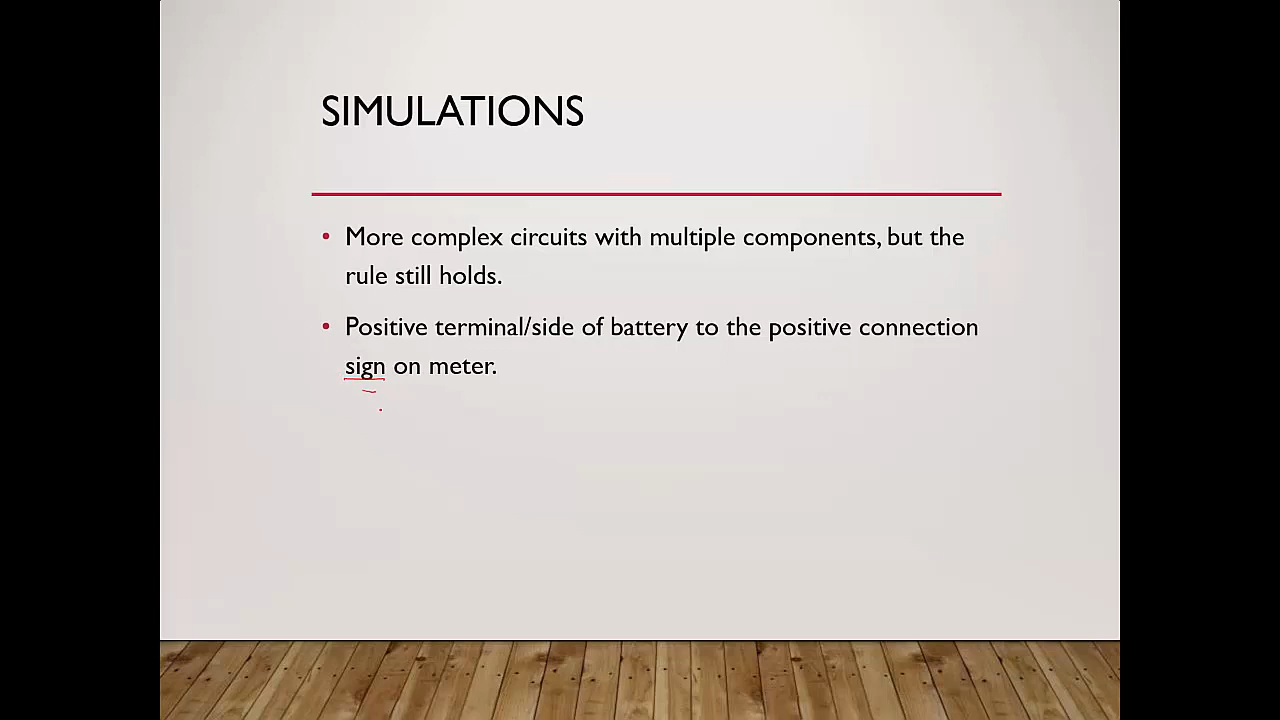 SIMULATIONS
• More complex circuits with multiple components, but the
rule still holds.
• Positive terminal/side of battery to the positive connection
sign on meter.